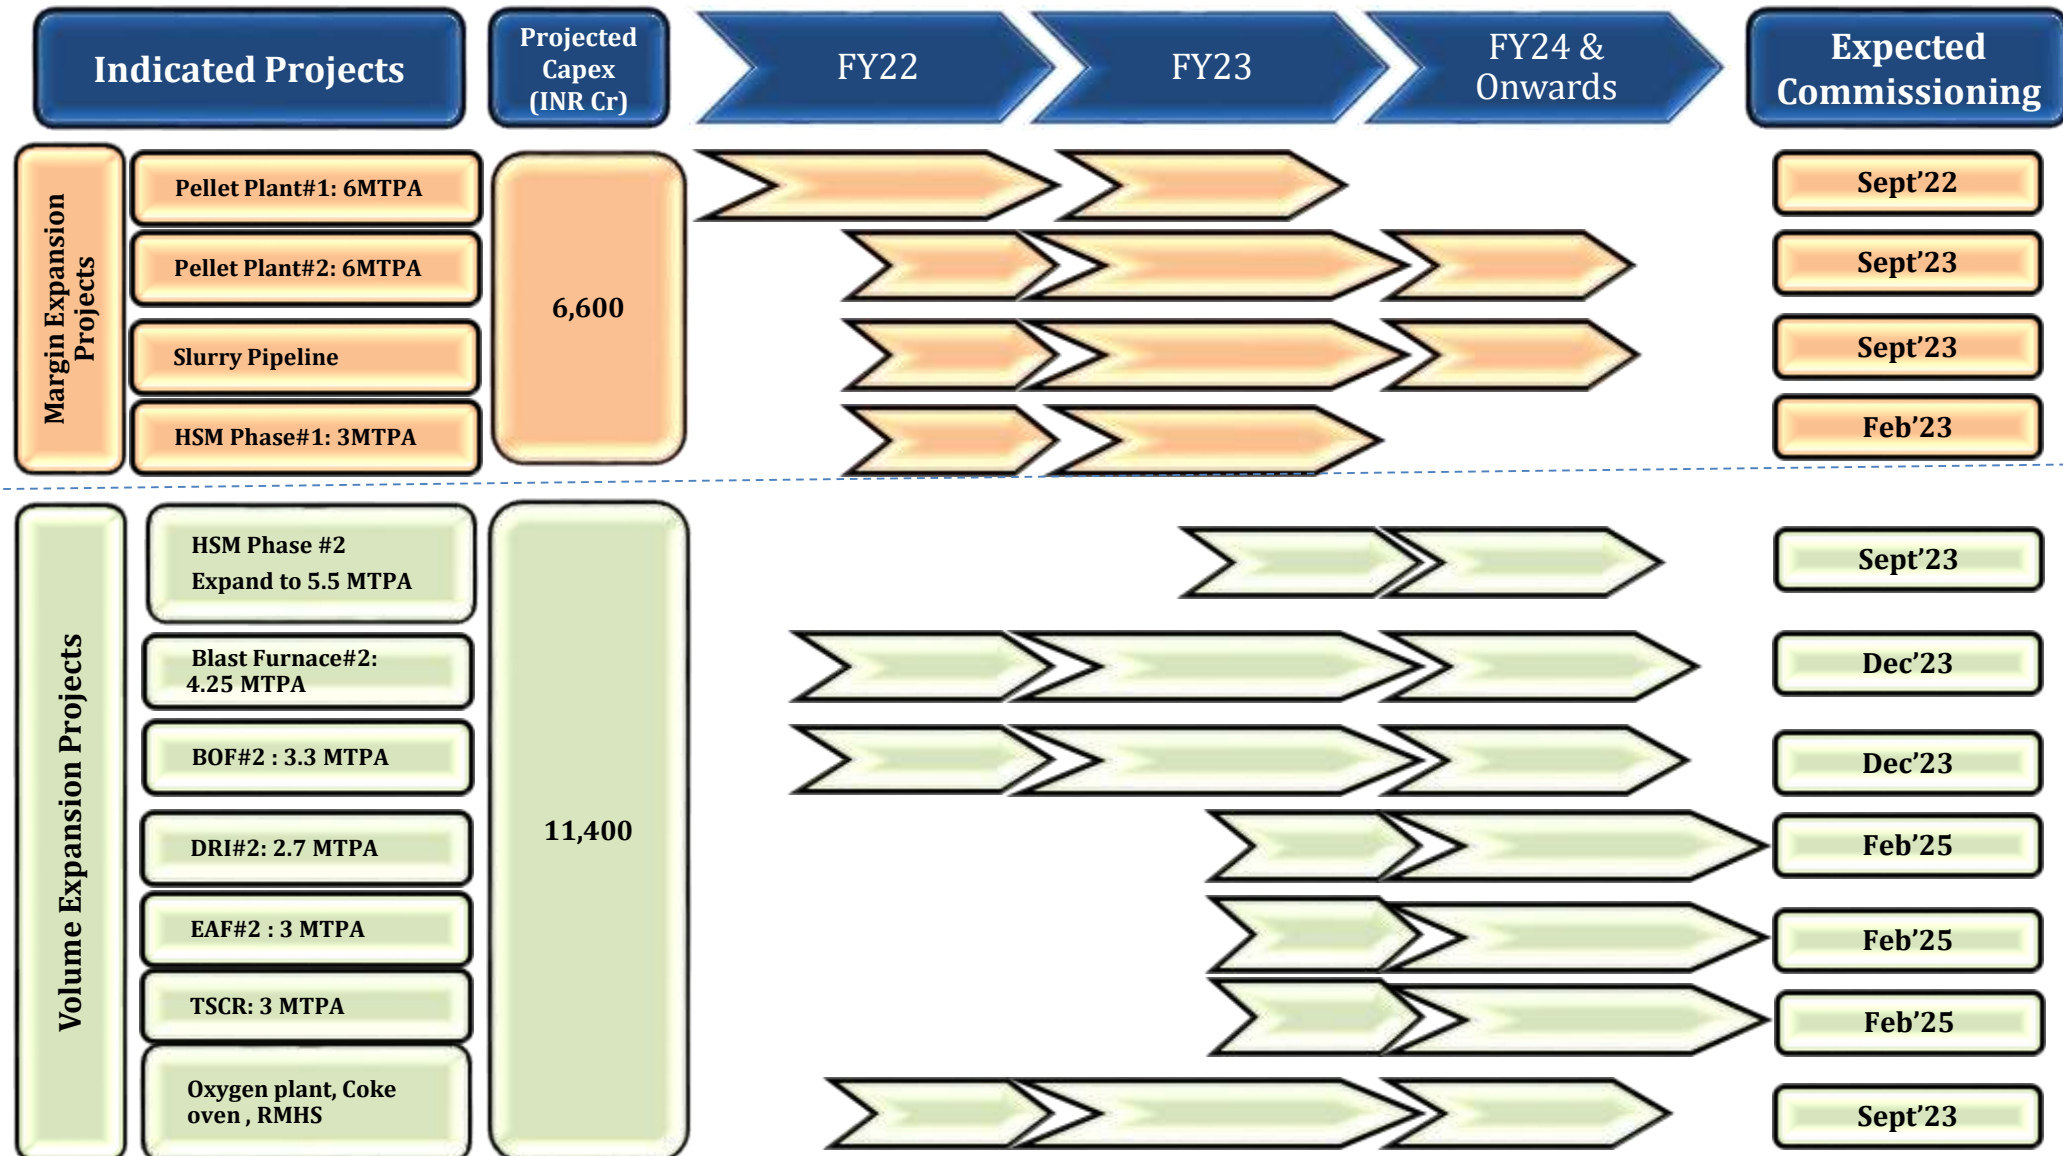 Indicated Projects
Projected
Capex
(INR Cr)
FY22
FY23
FY24 &
Onwards
Expected
Commissioning
Margin Expansion
Projects
Pellet Plant#1: 6MTPA
Pellet Plant#2: 6MTPA
Slurry Pipeline
HSM Phase#1: 3MTPA
6,600
Sept’22
Sept’23
Sept’23
Feb’23
Volume Expansion Projects
HSM Phase #2
Expand to 5.5 MTPA
Blast Furnace#2:
4.25 MTPA
BOF#2 : 3.3 MTPA
DRI#2: 2.7 MTPA
EAF#2 : 3 MTPA
TSCR: 3 MTPA
Oxygen plant, Coke
oven , RMHS
11,400
Sept’23
Dec’23
Dec’23
Feb’25
Feb’25
Feb’25
Sept’23